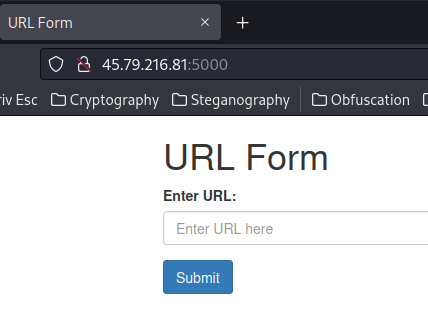 URL Form
45.79.216.81:5000
riv Esc Cryptography Steganography Obfuscation
URL Form
Enter URL:
Enter URL here
Submit